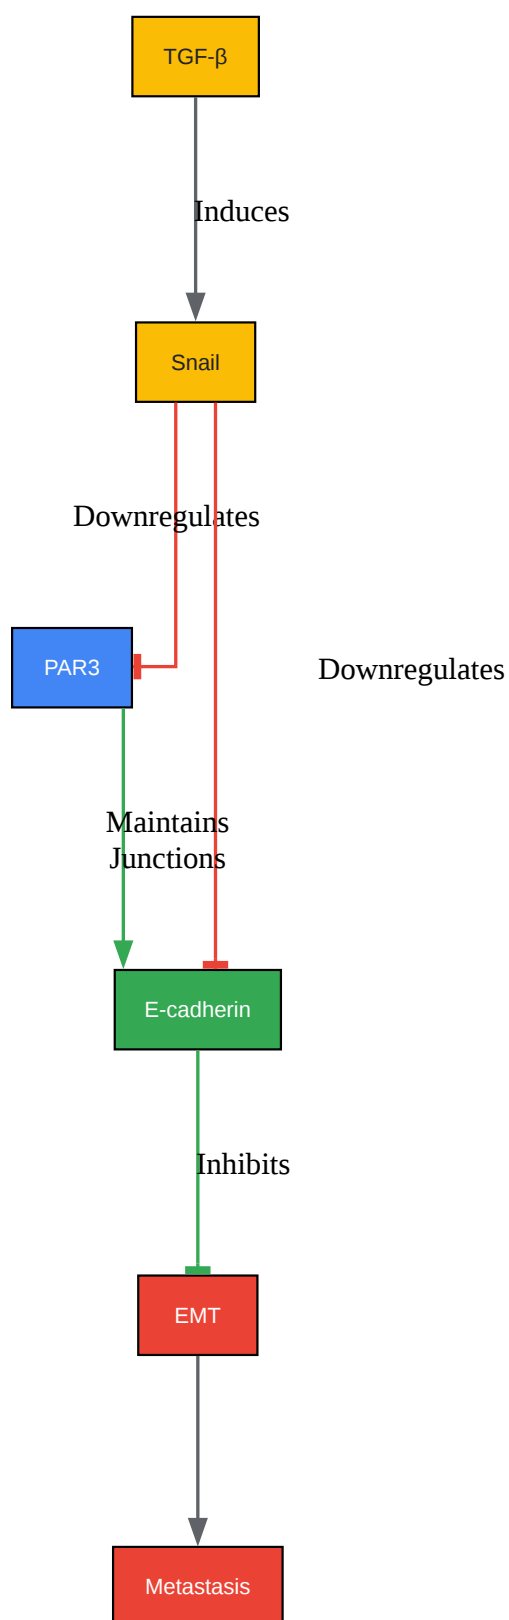 TGF-β
Induces
Snail
Downregulates
PAR3
Downregulates
Maintains
Junctions
E-cadherin
Inhibits
EMT
Metastasis